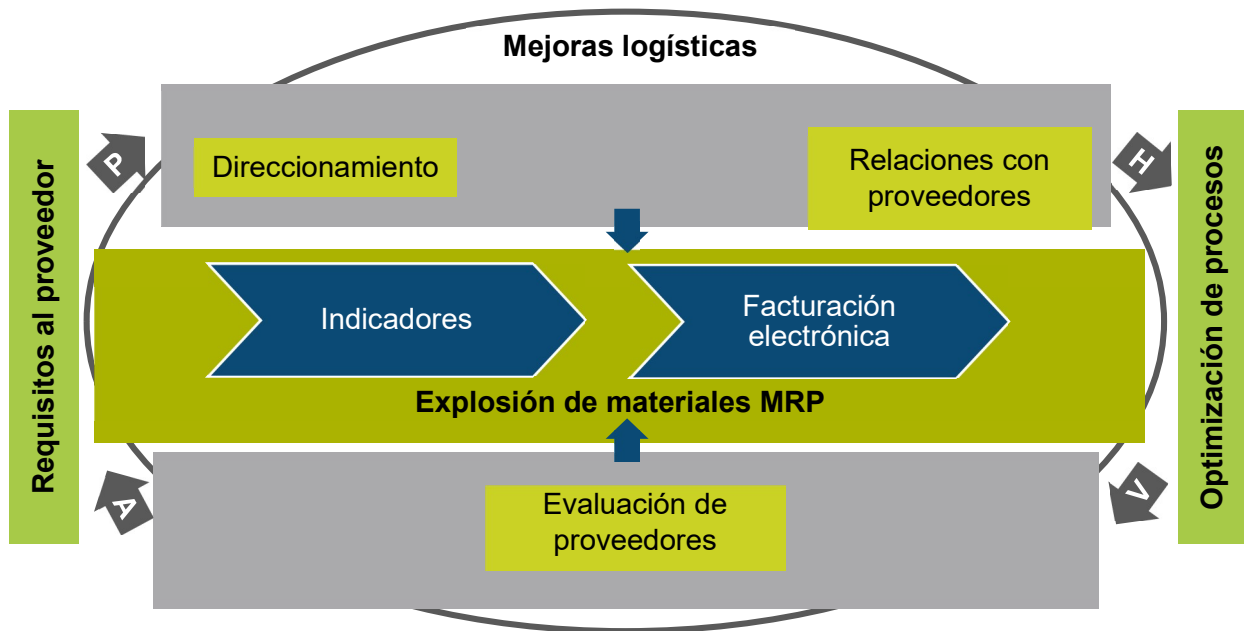 Mejoras logísticas
Requisitos al proveedor
P
Direccionamiento
Relaciones con
proveedores
H
Optimización de procesos
Indicadores
Facturación
electrónica
Explosión de materiales MRP
A
Evaluación de
proveedores
V